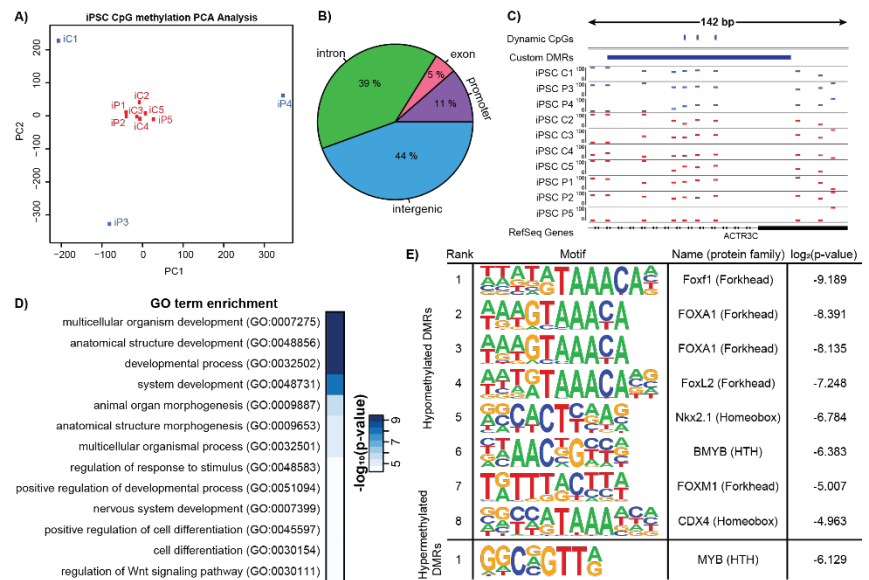 A)
iPSC CpG methylation PCA Analysis
PC2
200
100
0
-100
-200
-300
iC1
iP4
iC2
iP1
iC3
iC5
iP2
iC4
iP5
iP3
-200
-100
0
100
200
300
PC1
B)
intron
39 %
exon
5 %
promoter
11 %
44 %
intergenic
C)
142 bp
Dynamic CpGs
Custom DMRs
iPSC C1
iPSC P3
iPSC P4
iPSC C2
iPSC C3
iPSC C4
iPSC C5
iPSC P1
iPSC P2
iPSC P5
RefSeq Genes
ACTR3C
D)
GO term enrichment
multicellular organism development (GO:0007275)
anatomical structure development (GO:0048856)
developmental process (GO:0032502)
system development (GO:0048731)
animal organ morphogenesis (GO:0009887)
anatomical structure morphogenesis (GO:0009653)
multicellular organismal process (GO:0032501)
regulation of response to stimulus (GO:0048583)
positive regulation of developmental process (GO:0051094)
nervous system development (GO:0007399)
positive regulation of cell differentiation (GO:0045597)
cell differentiation (GO:0030154)
regulation of Wnt signaling pathway (GO:0030111)
-log₁₀(p-value)
9
7
5
E)
Rank Motif Name (protein family) log₂(p-value)
Hypomethylated DMRs
1 Foxf1 (Forkhead) -9.189
2 FOXA1 (Forkhead) -8.391
3 FOXA1 (Forkhead) -8.135
4 FoxL2 (Forkhead) -7.248
5 Nkx2.1 (Homeobox) -6.784
6 BMYB (HTH) -6.383
7 FOXM1 (Forkhead) -5.007
8 CDX4 (Homeobox) -4.963
Hypermethylated DMRs
1 MYB (HTH) -6.129